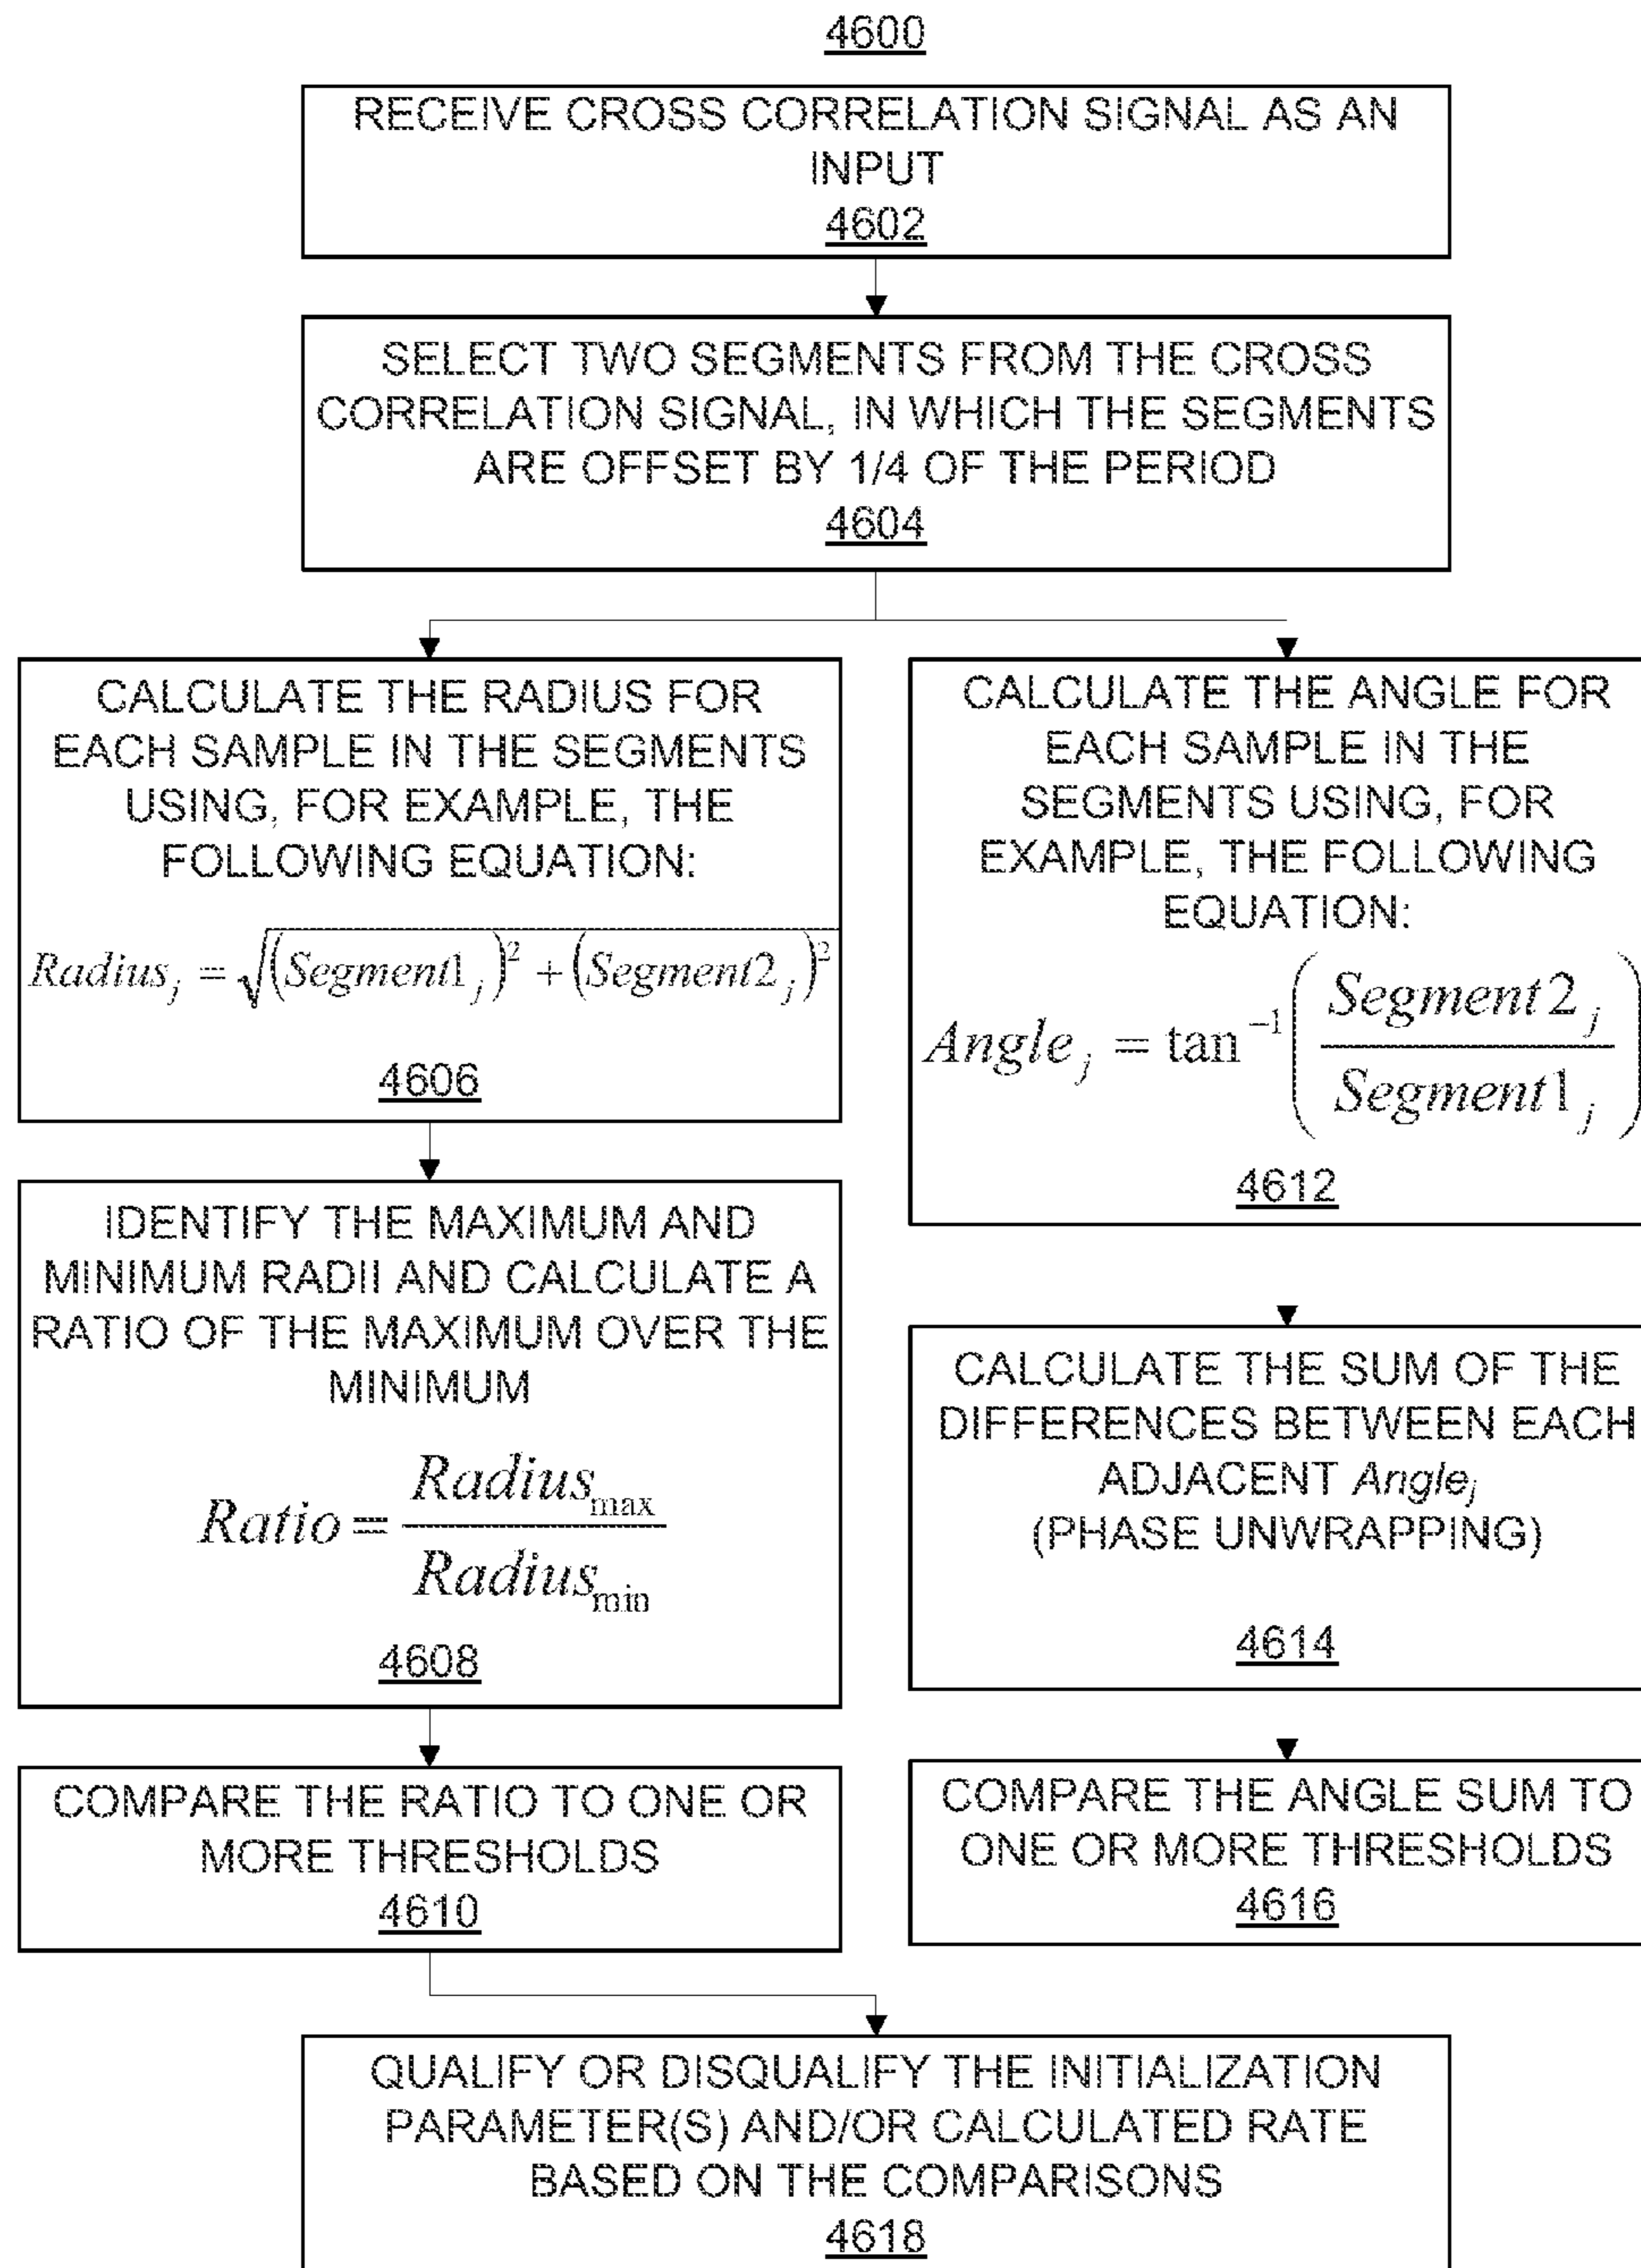 4600
RECEIVE CROSS CORRELATION SIGNAL AS AN
INPUT
4602
SELECT TWO SEGMENTS FROM THE CROSS
CORRELATION SIGNAL, IN WHICH THE SEGMENTS
ARE OFFSET BY 1/4 OF THE PERIOD
4604
CALCULATE THE RADIUS FOR
EACH SAMPLE IN THE SEGMENTS
USING, FOR EXAMPLE, THE
FOLLOWING EQUATION:
Radius_j = √((Segment1_j)² + (Segment2_j)²)
4606
IDENTIFY THE MAXIMUM AND
MINIMUM RADII AND CALCULATE A
RATIO OF THE MAXIMUM OVER THE
MINIMUM
Ratio = Radius_max / Radius_min
4608
COMPARE THE RATIO TO ONE OR
MORE THRESHOLDS
4610
CALCULATE THE ANGLE FOR
EACH SAMPLE IN THE
SEGMENTS USING, FOR
EXAMPLE, THE FOLLOWING
EQUATION:
Angle_j = tan⁻¹(Segment2_j / Segment1_j)
4612
CALCULATE THE SUM OF THE
DIFFERENCES BETWEEN EACH
ADJACENT Angle_j
(PHASE UNWRAPPING)
4614
COMPARE THE ANGLE SUM TO
ONE OR MORE THRESHOLDS
4616
QUALIFY OR DISQUALIFY THE INITIALIZATION
PARAMETER(S) AND/OR CALCULATED RATE
BASED ON THE COMPARISONS
4618